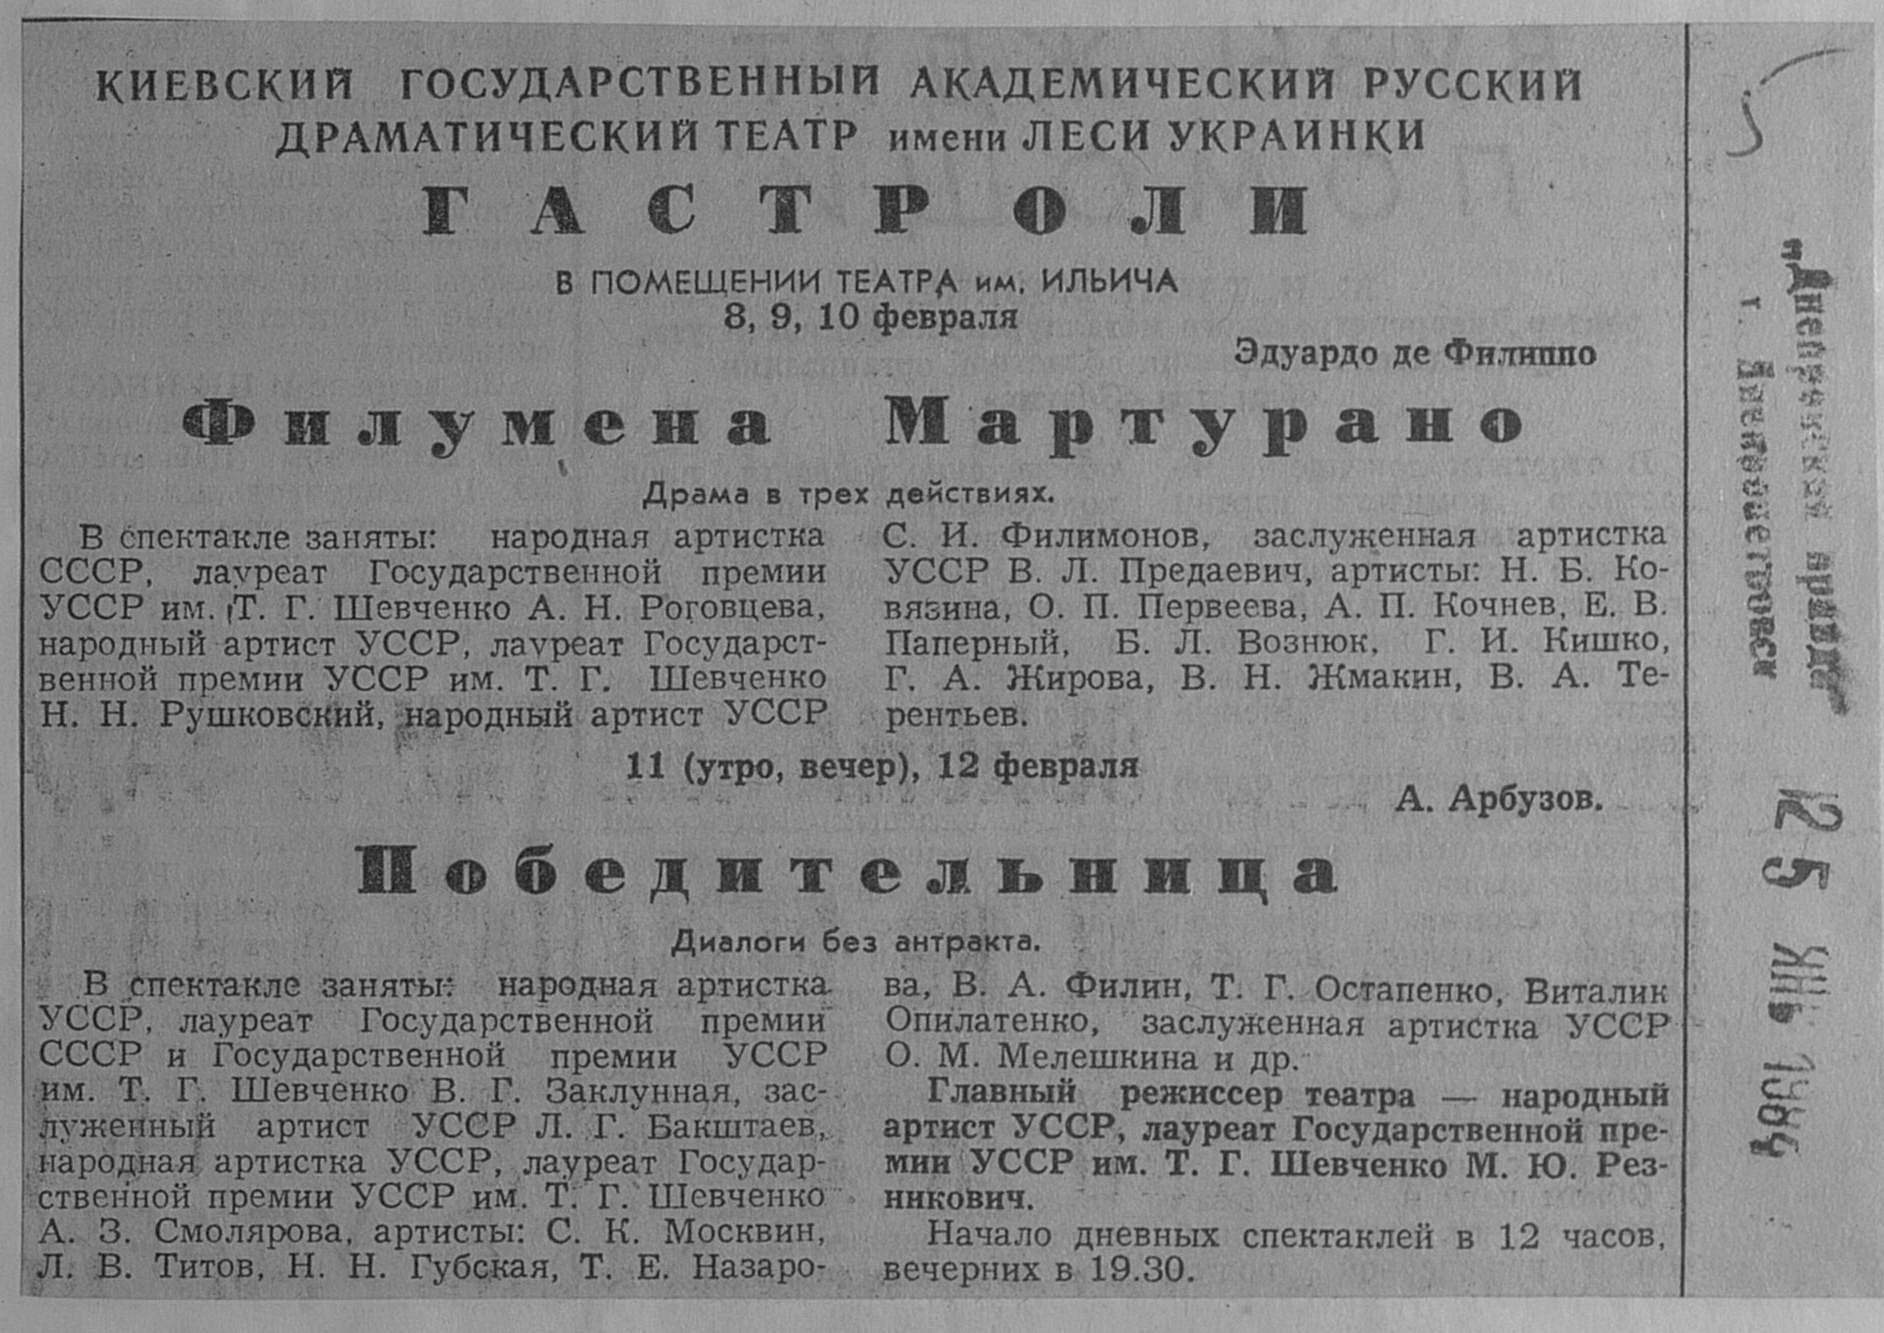 КИЕВСКИЙ ГОСУДАРСТВЕННЫЙ АКАДЕМИЧЕСКИЙ РУССКИЙ
ДРАМАТИЧЕСКИЙ ТЕАТР имени ЛЕСИ УКРАИНКИ
ГАСТРОЛИ
В ПОМЕЩЕНИИ ТЕАТРА им. ИЛЬИЧА
8, 9, 10 февраля
Эдуардо де Филиппо
Филумена Мартурано
Драма в трех действиях.
В спектакле заняты: народная артистка
СССР, лауреат Государственной премии
УССР им. Т. Г. Шевченко А. Н. Роговцева,
народный артист УССР, лауреат Государст-
венной премии УССР им. Т. Г. Шевченко
Н. Н. Рушковский, народный артист УССР
С. И. Филимонов, заслуженная артистка
УССР В. Л. Предаевич, артисты: Н. Б. Ко-
вязина, О. П. Первеева, А. П. Кочнев, Е. В.
Паперный, Б. Л. Вознюк, Г. И. Кишко,
Г. А. Жирова, В. Н. Жмакин, В. А. Те-
рентьев.
11 (утро, вечер), 12 февраля
А. Арбузов.
Победительница
Диалоги без антракта.
В спектакле заняты: народная артистка
УССР, лауреат Государственной премии
СССР и Государственной премии УССР
им. Т. Г. Шевченко В. Г. Заклунная, зас-
луженный артист УССР Л. Г. Бакштаев,
народная артистка УССР, лауреат Государ-
ственной премии УССР им. Т. Г. Шевченко
А. З. Смолярова, артисты: С. К. Москвин,
Л. В. Титов, Н. Н. Губская, Т. Е. Назаро-
ва, В. А. Филин, Т. Г. Остапенко, Виталик
Опилатенко, заслуженная артистка УССР
О. М. Мелешкина и др.
Главный режиссер театра — народный
артист УССР, лауреат Государственной пре-
мии УССР им. Т. Г. Шевченко М. Ю. Рез-
никович.
Начало дневных спектаклей в 12 часов,
вечерних в 19.30.
"Днепровская правда"
г. Днепропетровск
25 ЯНВ 1984